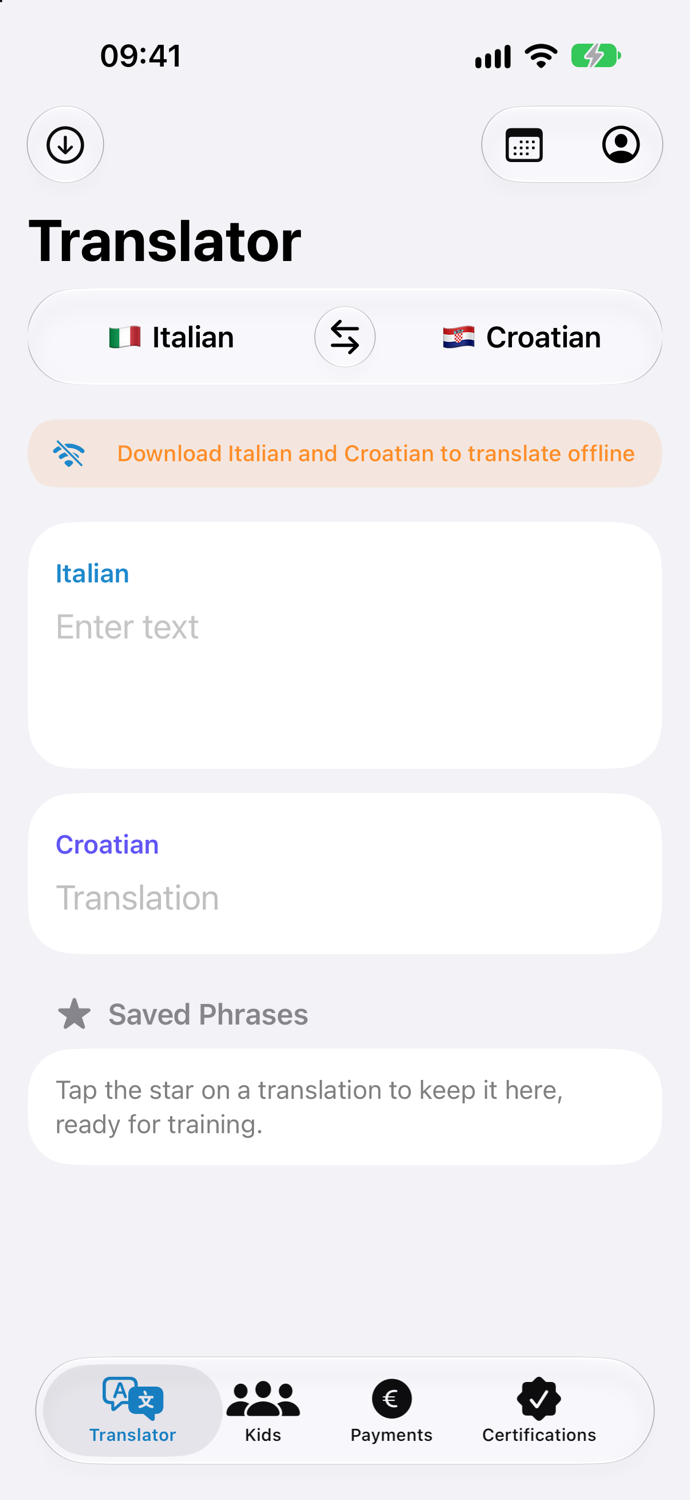 09:41
Translator
Italian
Croatian
Download Italian and Croatian to translate offline
Italian
Enter text
Croatian
Translation
Saved Phrases
Tap the star on a translation to keep it here,
ready for training.
A 文
€
Translator
Kids
Payments
Certifications